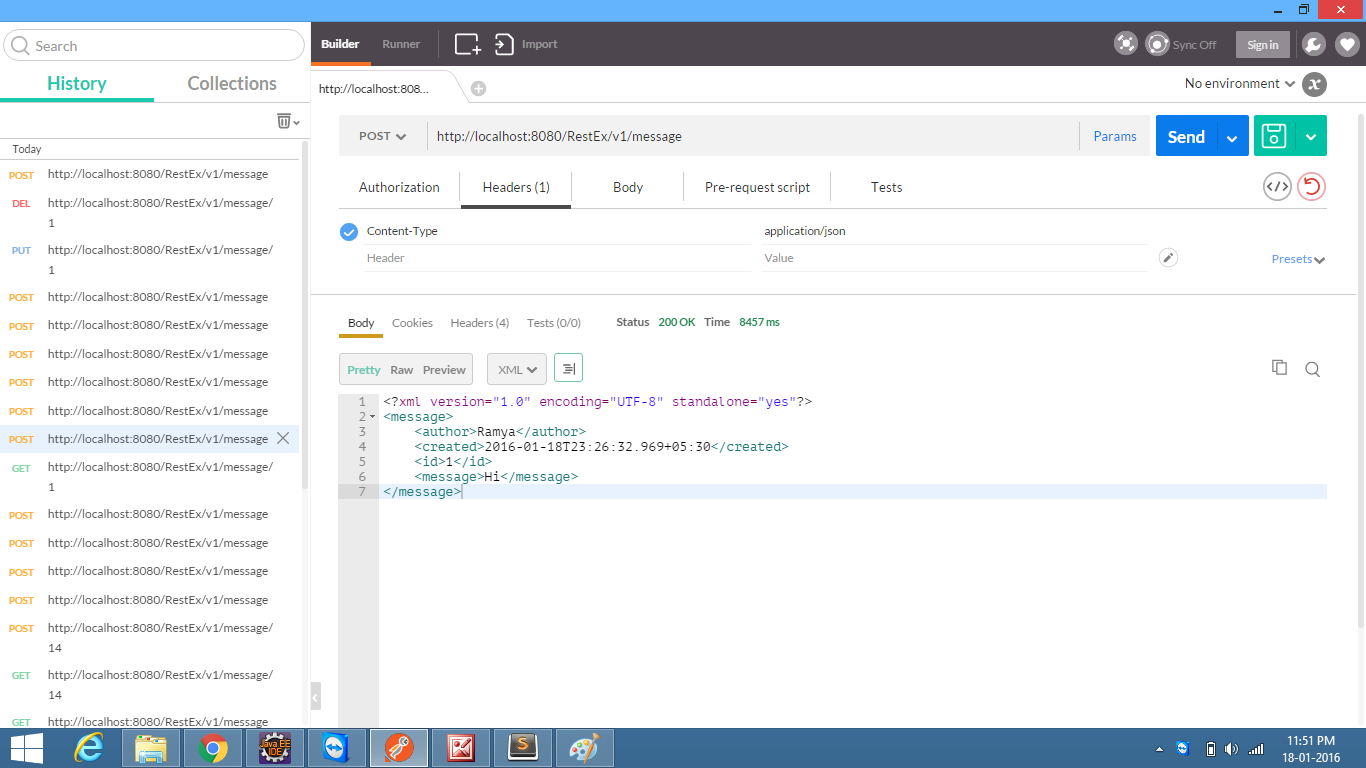 Search
History Collections
Today
POST http://localhost:8080/RestEx/v1/message
DEL http://localhost:8080/RestEx/v1/message/
1
PUT http://localhost:8080/RestEx/v1/message/
1
POST http://localhost:8080/RestEx/v1/message
POST http://localhost:8080/RestEx/v1/message
POST http://localhost:8080/RestEx/v1/message
POST http://localhost:8080/RestEx/v1/message
POST http://localhost:8080/RestEx/v1/message
POST http://localhost:8080/RestEx/v1/message
GET http://localhost:8080/RestEx/v1/message/
1
POST http://localhost:8080/RestEx/v1/message
POST http://localhost:8080/RestEx/v1/message
POST http://localhost:8080/RestEx/v1/message
POST http://localhost:8080/RestEx/v1/message
POST http://localhost:8080/RestEx/v1/message/
14
GET http://localhost:8080/RestEx/v1/message/
14
GET http://localhost:8080/RestEx/v1/message
Builder Runner Import Sync Off Sign in
http://localhost:808... No environment
POST http://localhost:8080/RestEx/v1/message Params Send
Authorization Headers (1) Body Pre-request script Tests
Content-Type application/json
Header Value Presets
Body Cookies Headers (4) Tests (0/0) Status 200 OK Time 8457 ms
Pretty Raw Preview XML
1 <?xml version="1.0" encoding="UTF-8" standalone="yes"?>
2 <message>
3 <author>Ramya</author>
4 <created>2016-01-18T23:26:32.969+05:30</created>
5 <id>1</id>
6 <message>Hi</message>
7 </message>
Java EE
IDE
11:51 PM
18-01-2016